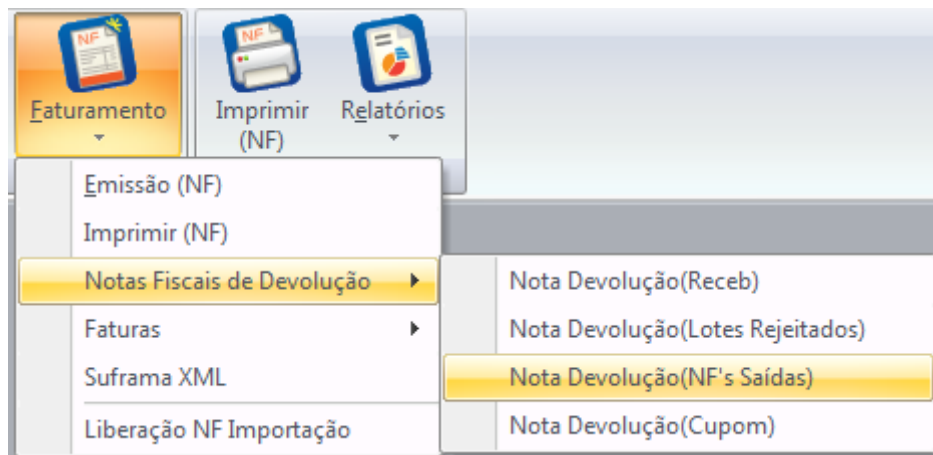 NF
NF
Faturamento
Imprimir
(NF)
Relatórios
Emissão (NF)
Imprimir (NF)
Notas Fiscais de Devolução
Faturas
Suframa XML
Liberação NF Importação
Nota Devolução(Receb)
Nota Devolução(Lotes Rejeitados)
Nota Devolução(NF's Saídas)
Nota Devolução(Cupom)